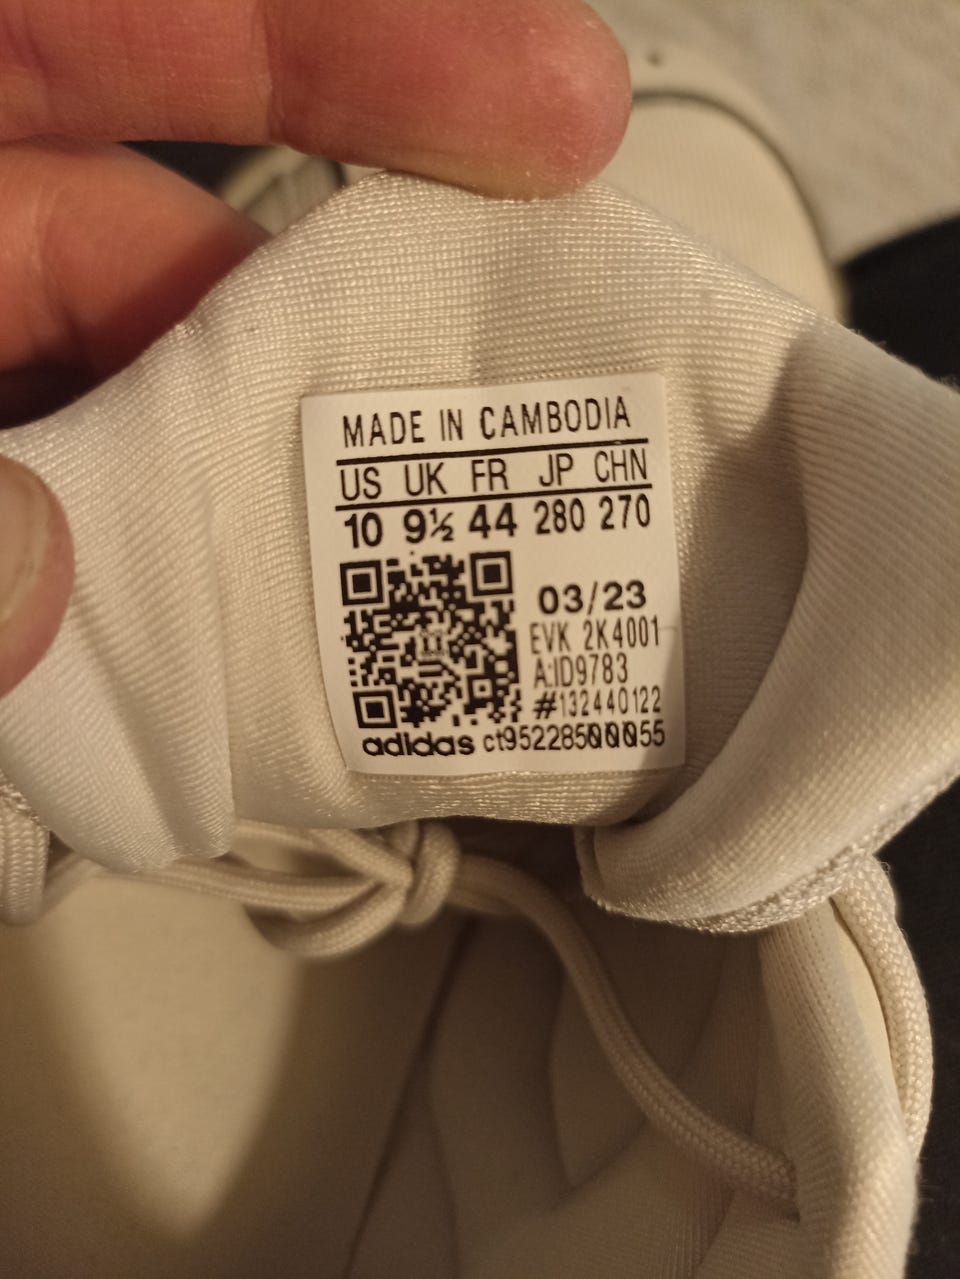 MADE IN CAMBODIA
US UK FR JP CHN
10 9½ 44 280 270
03/23
EVK 2K4001
A:ID9783
#132440122
adidas ct952285000055